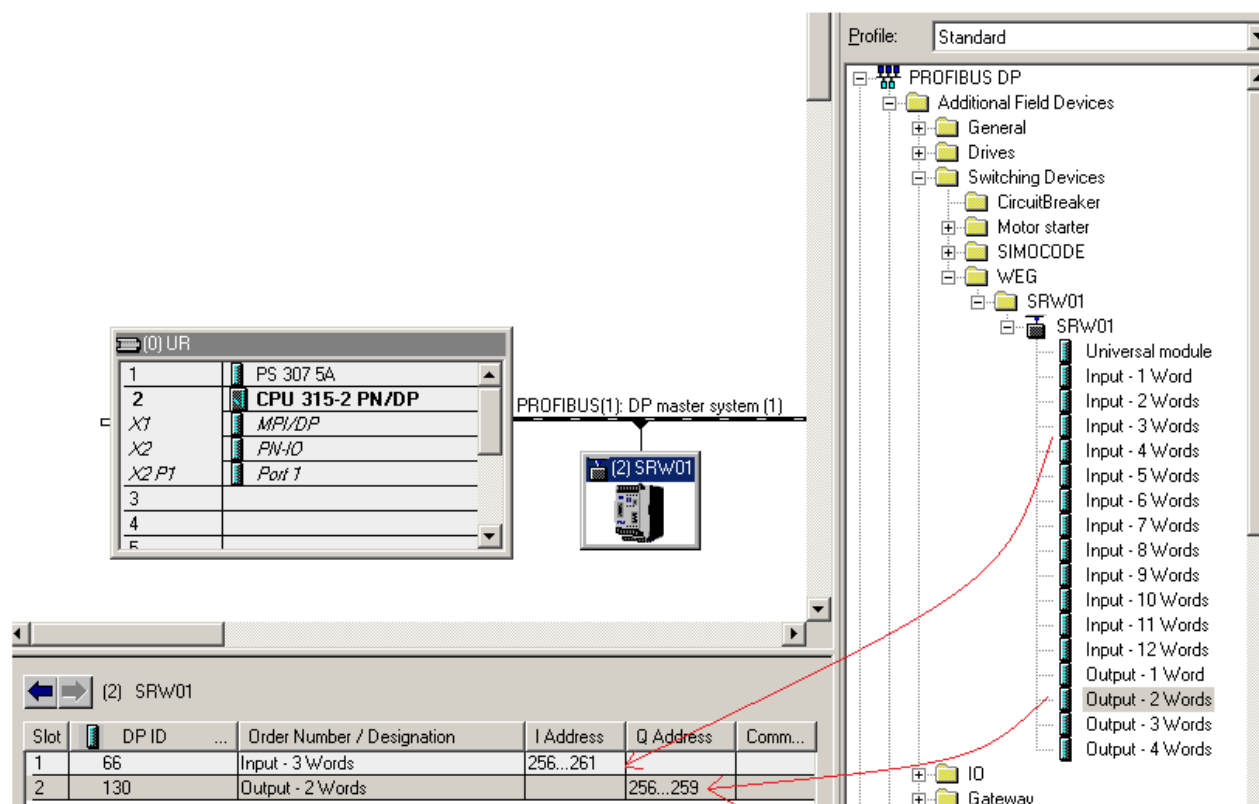 Profile: Standard
PROFIBUS DP
Additional Field Devices
General
Drives
Switching Devices
CircuitBreaker
Motor starter
SIMOCODE
WEG
SRW01
SRW01
Universal module
Input - 1 Word
Input - 2 Words
Input - 3 Words
Input - 4 Words
Input - 5 Words
Input - 6 Words
Input - 7 Words
Input - 8 Words
Input - 9 Words
Input - 10 Words
Input - 11 Words
Input - 12 Words
Output - 1 Word
Output - 2 Words
Output - 3 Words
Output - 4 Words
IO
Gateway
(0) UR
1 PS 307 5A
2 CPU 315-2 PN/DP
X1 MPI/DP
X2 PN-IO
X2 P1 Port 1
3
4
5
PROFIBUS(1): DP master system (1)
(2) SRW01
(2) SRW01
Slot DP ID ... Order Number / Designation I Address Q Address Comm...
1 66 Input - 3 Words 256...261
2 130 Output - 2 Words 256...259